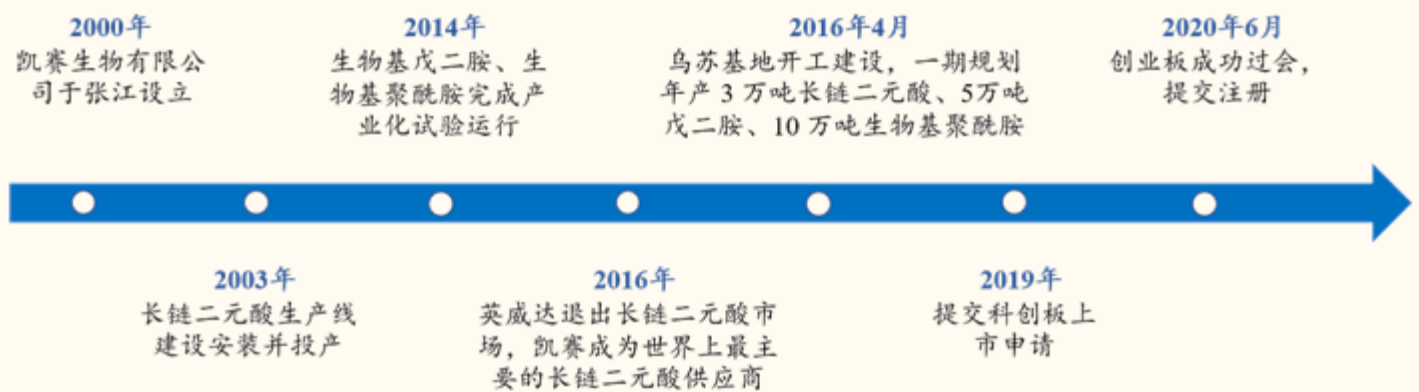 2000年
凯赛生物有限公
司于张江设立
2003年
长链二元酸生产线
建设安装并投产
2014年
生物基戊二胺、生
物基聚酰胺完成产
业化试验运行
2016年
英威达退出长链二元酸市
场，凯赛成为世界上最主
要的长链二元酸供应商
2016年4月
乌苏基地开工建设，一期规划
年产 3 万吨长链二元酸、5万吨
戊二胺、10 万吨生物基聚酰胺
2019年
提交科创板上
市申请
2020年6月
创业板成功过会，
提交注册